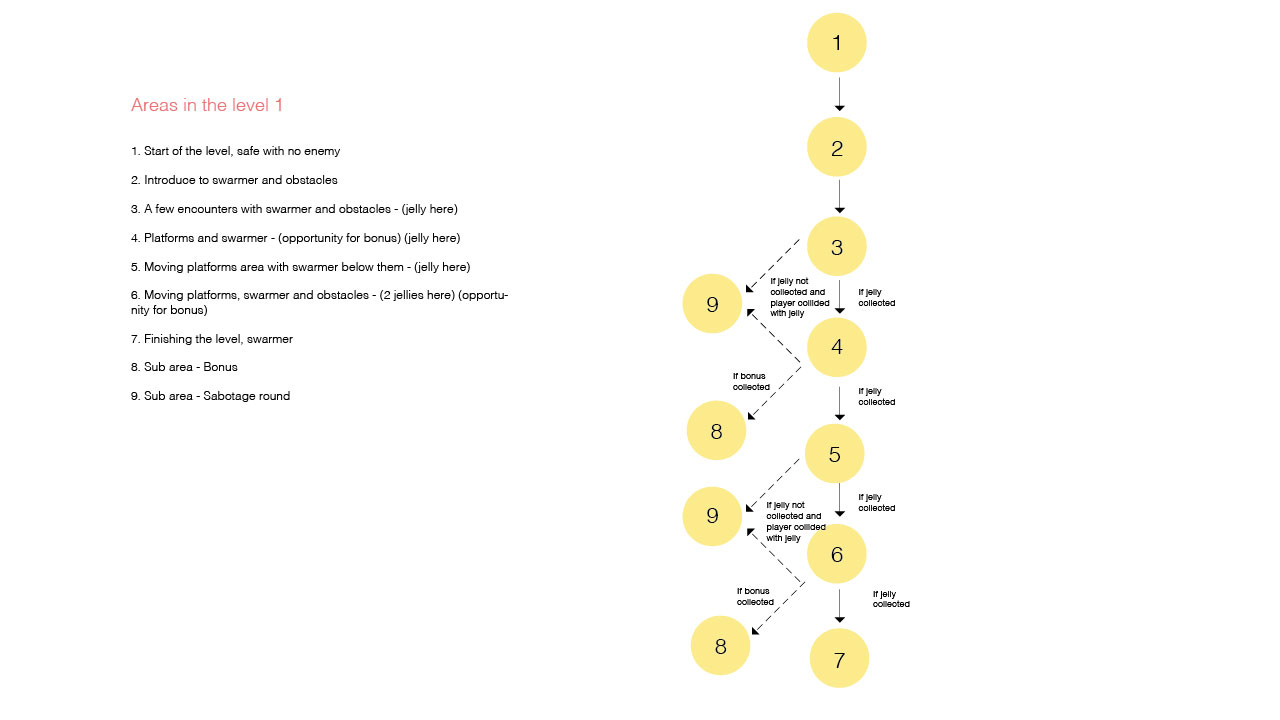 Areas in the level 1
1. Start of the level, safe with no enemy
2. Introduce to swarmer and obstacles
3. A few encounters with swarmer and obstacles - (jelly here)
4. Platforms and swarmer - (opportunity for bonus) (jelly here)
5. Moving platforms area with swarmer below them - (jelly here)
6. Moving platforms, swarmer and obstacles - (2 jellies here) (opportu-
nity for bonus)
7. Finishing the level, swarmer
8. Sub area - Bonus
9. Sub area - Sabotage round
1
2
3
If jelly not
collected and
player collided
with jelly
If jelly
collected
9
4
If bonus
collected
If jelly
collected
8
5
If jelly
collected
9
If jelly not
collected and
player collided
with jelly
6
If bonus
collected
If jelly
collected
8
7